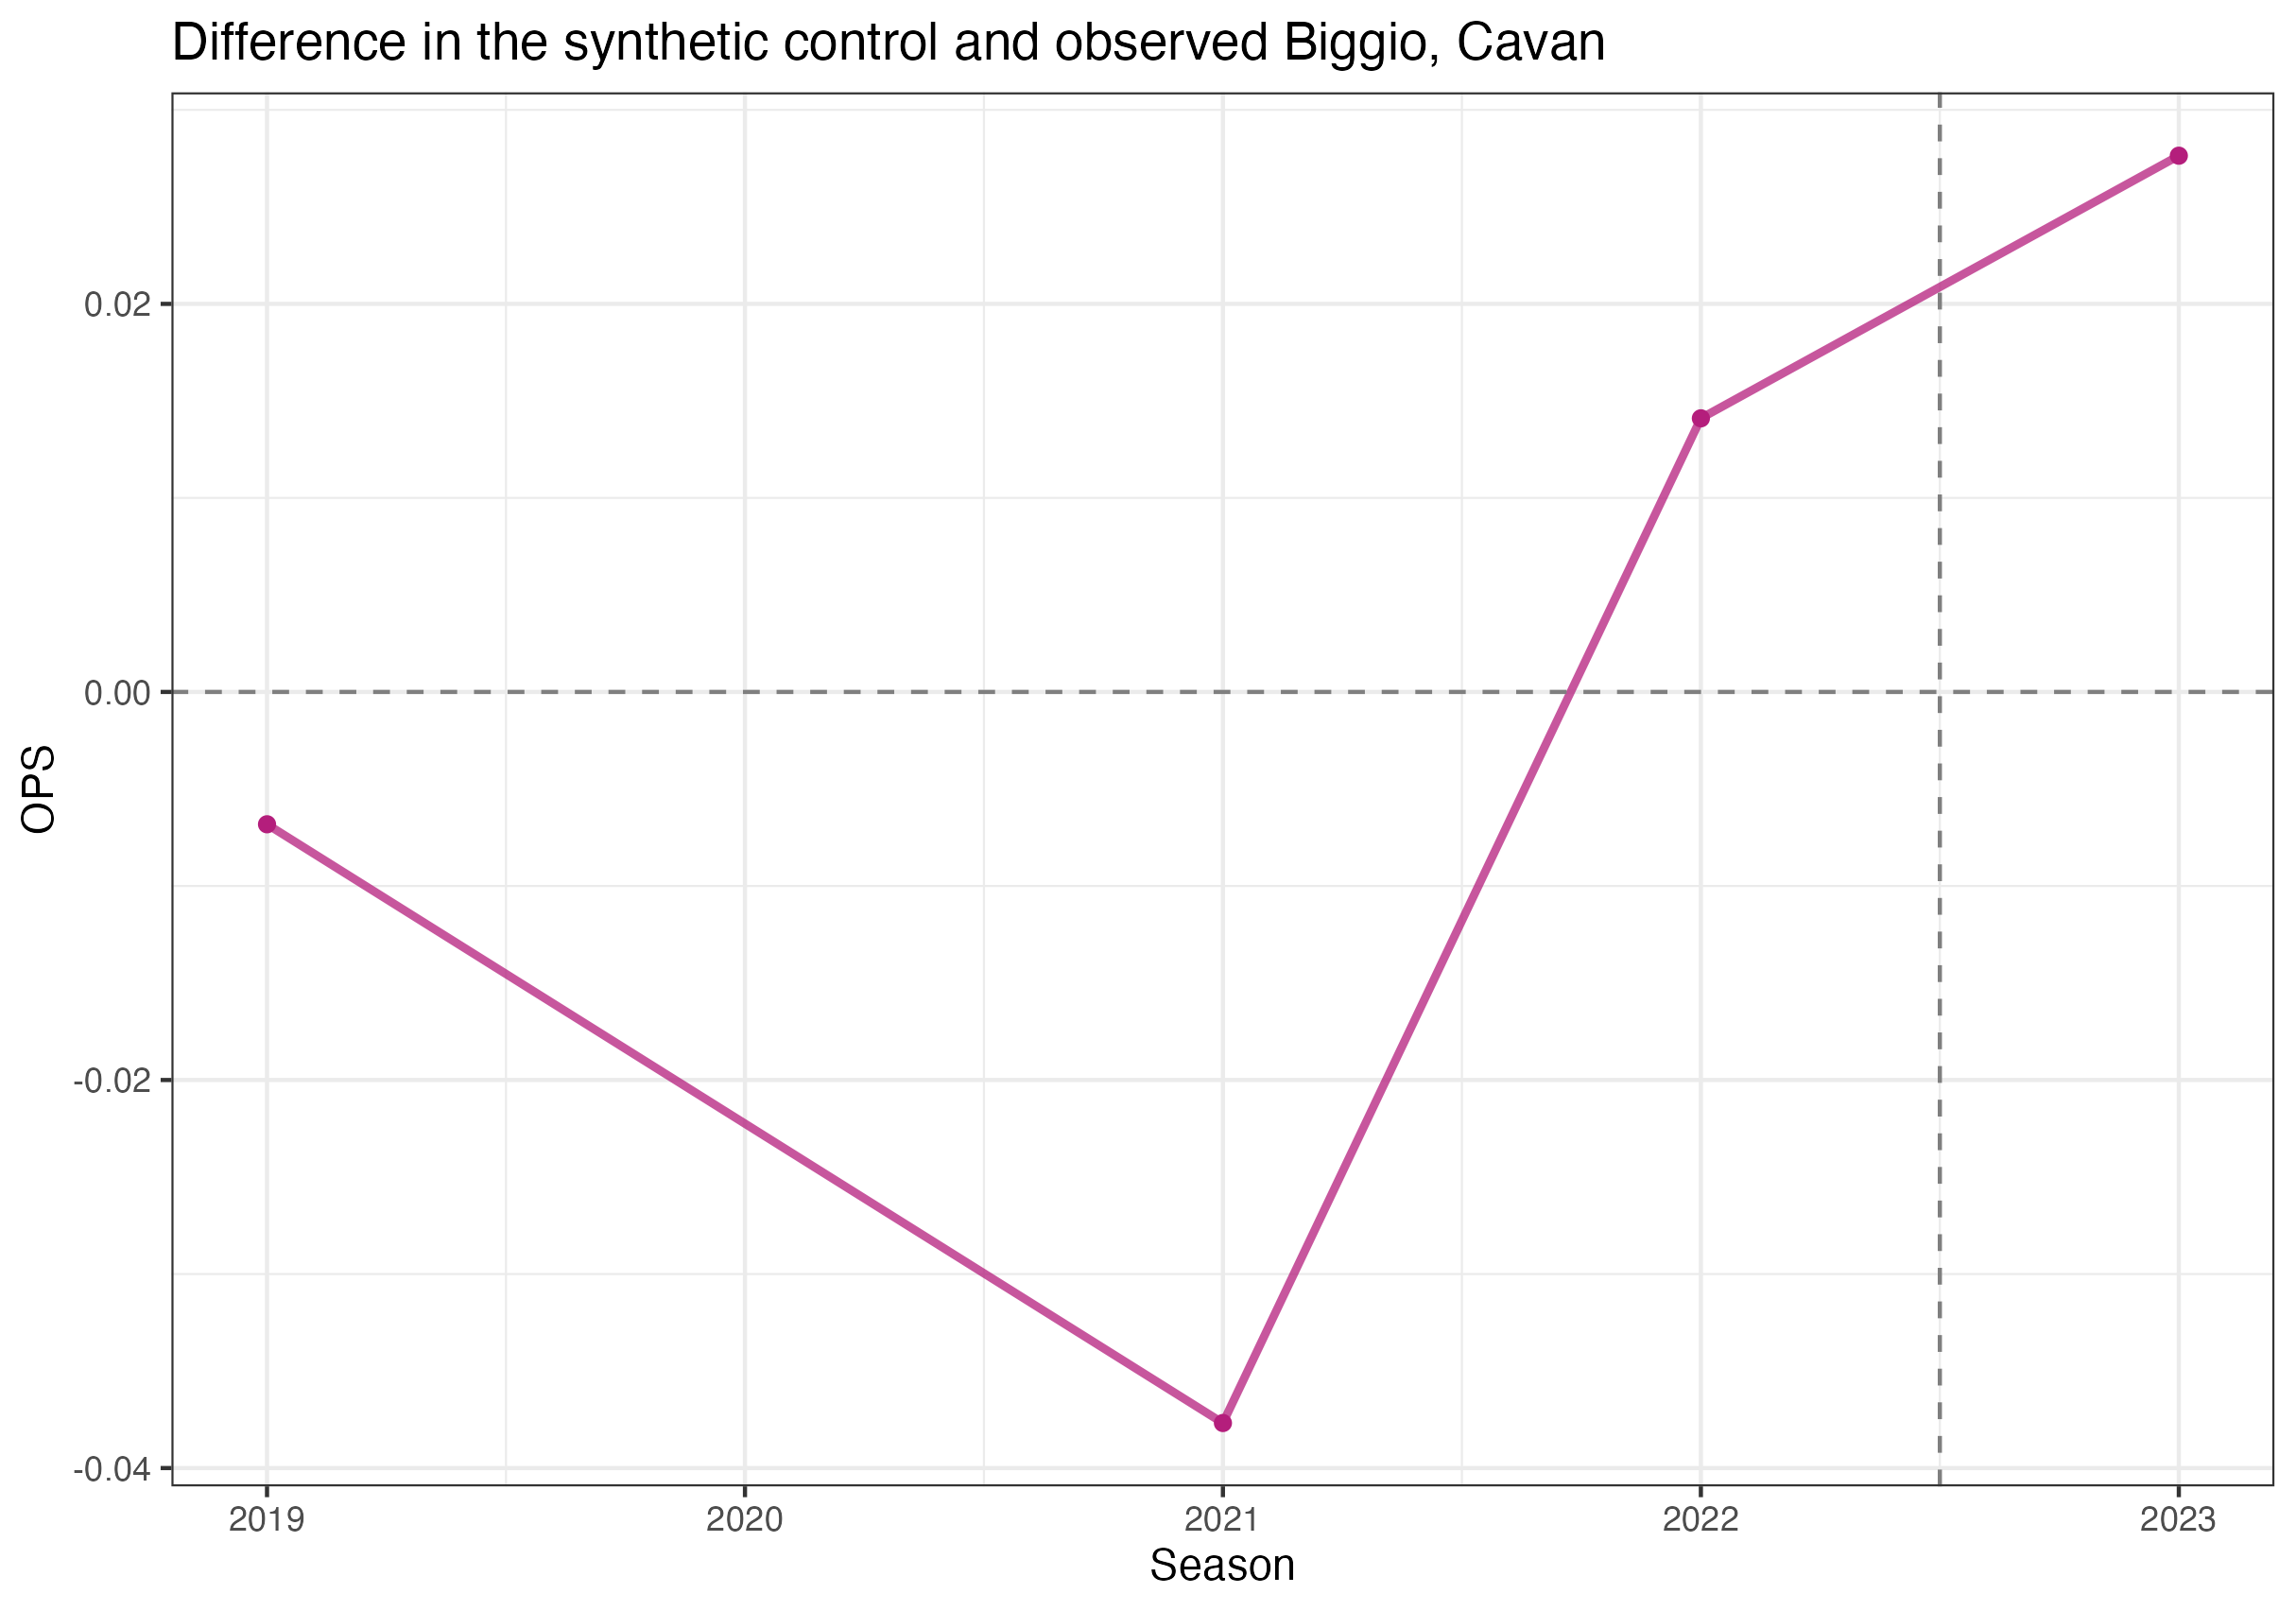 Difference in the synthetic control and observed Biggio, Cavan
OPS
0.02
0.00
-0.02
-0.04
2019 2020 2021 2022 2023
Season